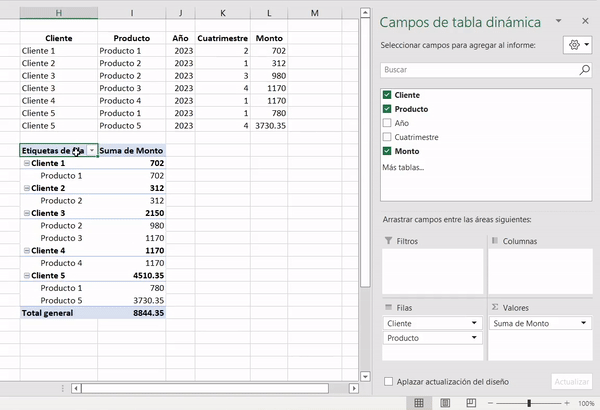 H I J K L M
Cliente Producto Año Cuatrimestre Monto
Cliente 1 Producto 1 2023 2 702
Cliente 2 Producto 2 2023 1 312
Cliente 3 Producto 2 2023 3 980
Cliente 3 Producto 3 2023 4 1170
Cliente 4 Producto 4 2023 1 1170
Cliente 5 Producto 1 2023 1 780
Cliente 5 Producto 5 2023 4 3730.35
Etiquetas de Suma de Monto
Cliente 1 702
Producto 1 702
Cliente 2 312
Producto 2 312
Cliente 3 2150
Producto 2 980
Producto 3 1170
Cliente 4 1170
Producto 4 1170
Cliente 5 4510.35
Producto 1 780
Producto 5 3730.35
Total general 8844.35
Campos de tabla dinámica
Seleccionar campos para agregar al informe:
Buscar
Cliente
Producto
Año
Cuatrimestre
Monto
Más tablas...
Arrastrar campos entre las áreas siguientes:
Filtros Columnas
Filas Σ Valores
Cliente Suma de Monto
Producto
Aplazar actualización del diseño Actualizar
100%